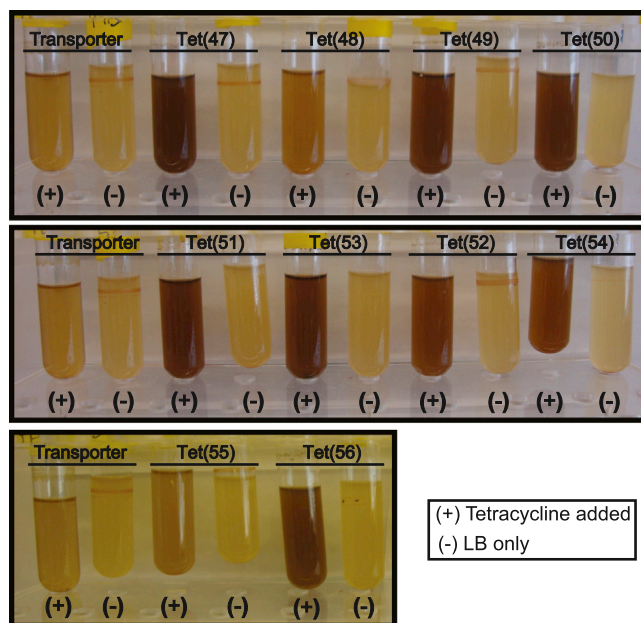 Transporter Tet(47) Tet(48) Tet(49) Tet(50)
(+) (-) (+) (-) (+) (-) (+) (-) (+) (-)
Transporter Tet(51) Tet(53) Tet(52) Tet(54)
(+) (-) (+) (-) (+) (-) (+) (-) (+) (-)
Transporter Tet(55) Tet(56)
(+) (-) (+) (-) (+) (-)
(+) Tetracycline added
(-) LB only